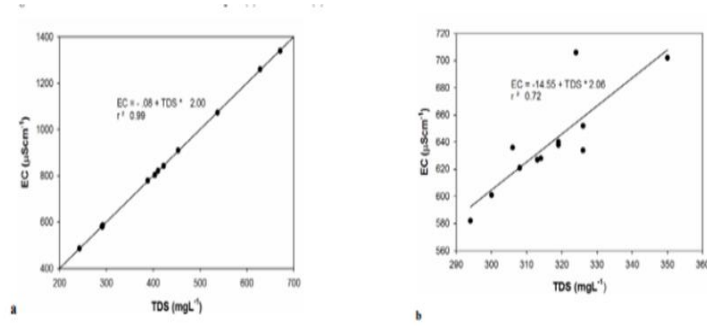 1400
1200
1000
800
600
400
200
300
400
500
600
700
EC (µScm⁻¹)
EC = - .08 + TDS * 2.00
r² 0.99
TDS (mgL⁻¹)
a
720
700
680
660
640
620
600
580
560
280
300
310
320
330
340
350
360
EC (µScm⁻¹)
EC = -14.55 + TDS * 2.06
r² 0.72
TDS (mgL⁻¹)
b